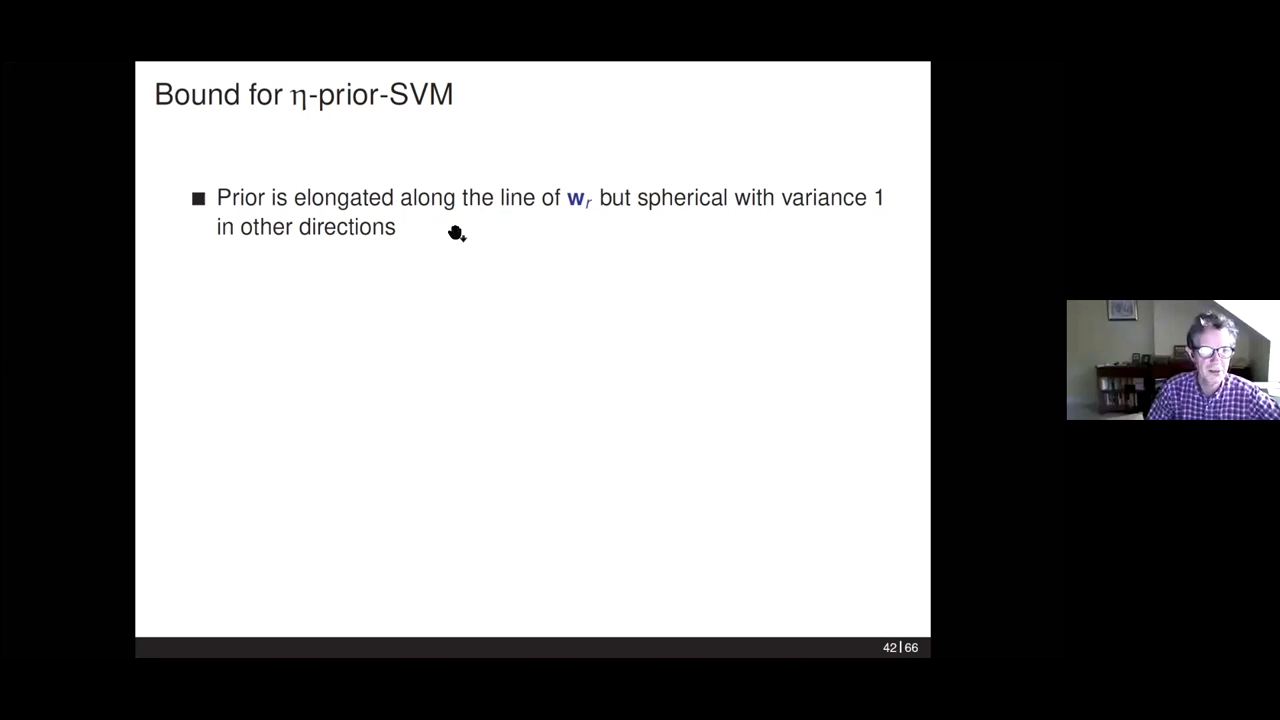 Bound for η-prior-SVM
■ Prior is elongated along the line of w_r but spherical with variance 1
in other directions
42|66